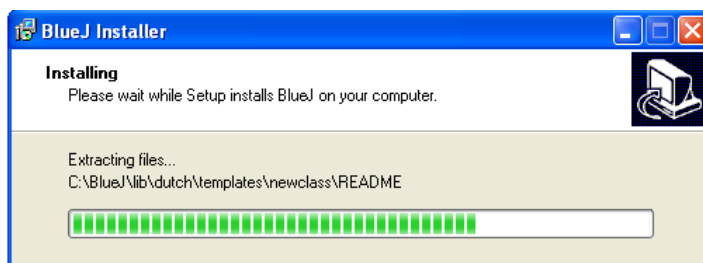 BlueJ Installer
Installing
Please wait while Setup installs BlueJ on your computer.
Extracting files...
C:\BlueJ\lib\dutch\templates\newclass\README